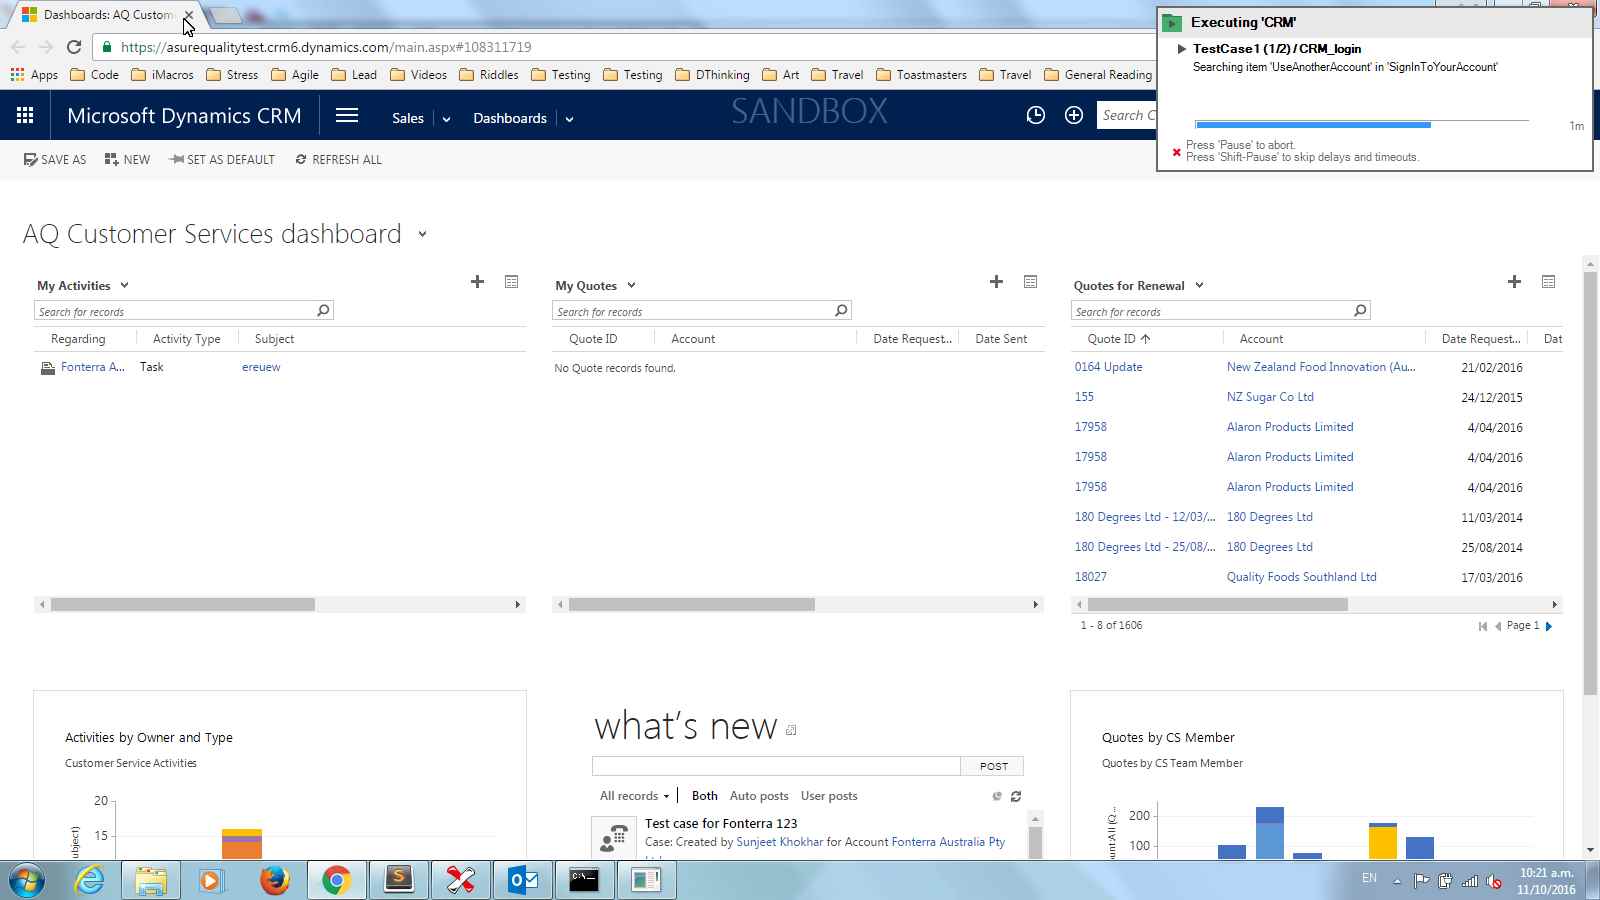 Dashboards: AQ Custom
Executing 'CRM'
TestCase1 (1/2) / CRM_login
Searching item 'UseAnotherAccount' in 'SignInToYourAccount'
1m
Press 'Pause' to abort.
Press 'Shift-Pause' to skip delays and timeouts.
https://asurequalitytest.crm6.dynamics.com/main.aspx#108311719
Apps Code iMacros Stress Agile Lead Videos Riddles Testing Testing DThinking Art Travel Toastmasters Travel General Reading
Microsoft Dynamics CRM Sales Dashboards SANDBOX Search C
SAVE AS NEW SET AS DEFAULT REFRESH ALL
AQ Customer Services dashboard
My Activities
Search for records
Regarding Activity Type Subject
Fonterra A... Task ereuew
My Quotes
Search for records
Quote ID Account Date Request... Date Sent
No Quote records found.
Quotes for Renewal
Search for records
Quote ID Account Date Request... Dat
0164 Update New Zealand Food Innovation (Au... 21/02/2016
155 NZ Sugar Co Ltd 24/12/2015
17958 Alaron Products Limited 4/04/2016
17958 Alaron Products Limited 4/04/2016
17958 Alaron Products Limited 4/04/2016
180 Degrees Ltd - 12/03/... 180 Degrees Ltd 11/03/2014
180 Degrees Ltd - 25/08/... 180 Degrees Ltd 25/08/2014
18027 Quality Foods Southland Ltd 17/03/2016
1 - 8 of 1606 Page 1
Activities by Owner and Type
Customer Service Activities
20
15
ubject)
what's new
POST
All records Both Auto posts User posts
Test case for Fonterra 123
Case: Created by Sunjeet Khokhar for Account Fonterra Australia Pty
Quotes by CS Member
Quotes by CS Team Member
200
100
ount:All (Q...
EN
10:21 a.m.
11/10/2016